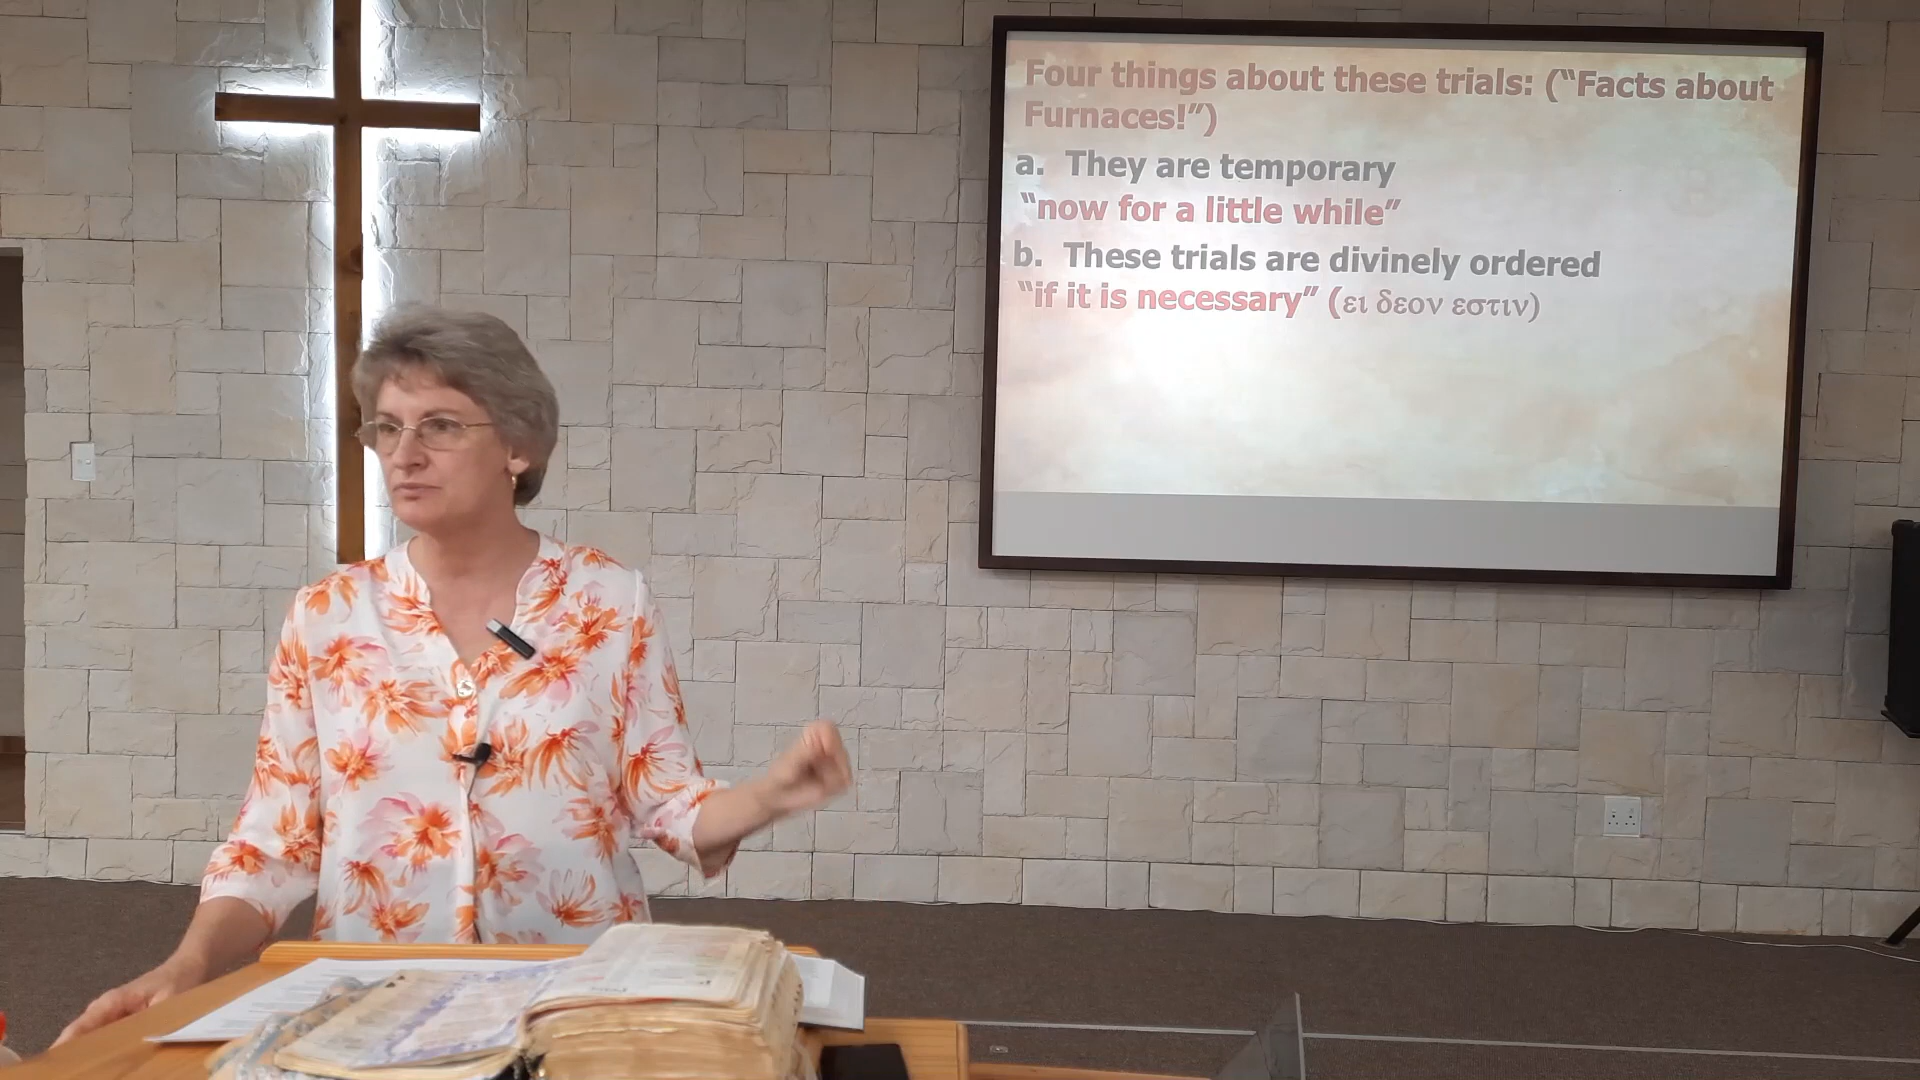 Four things about these trials: (“Facts about
Furnaces!”)
a. They are temporary
“now for a little while”
b. These trials are divinely ordered
“if it is necessary” (ει δεον εστιν)